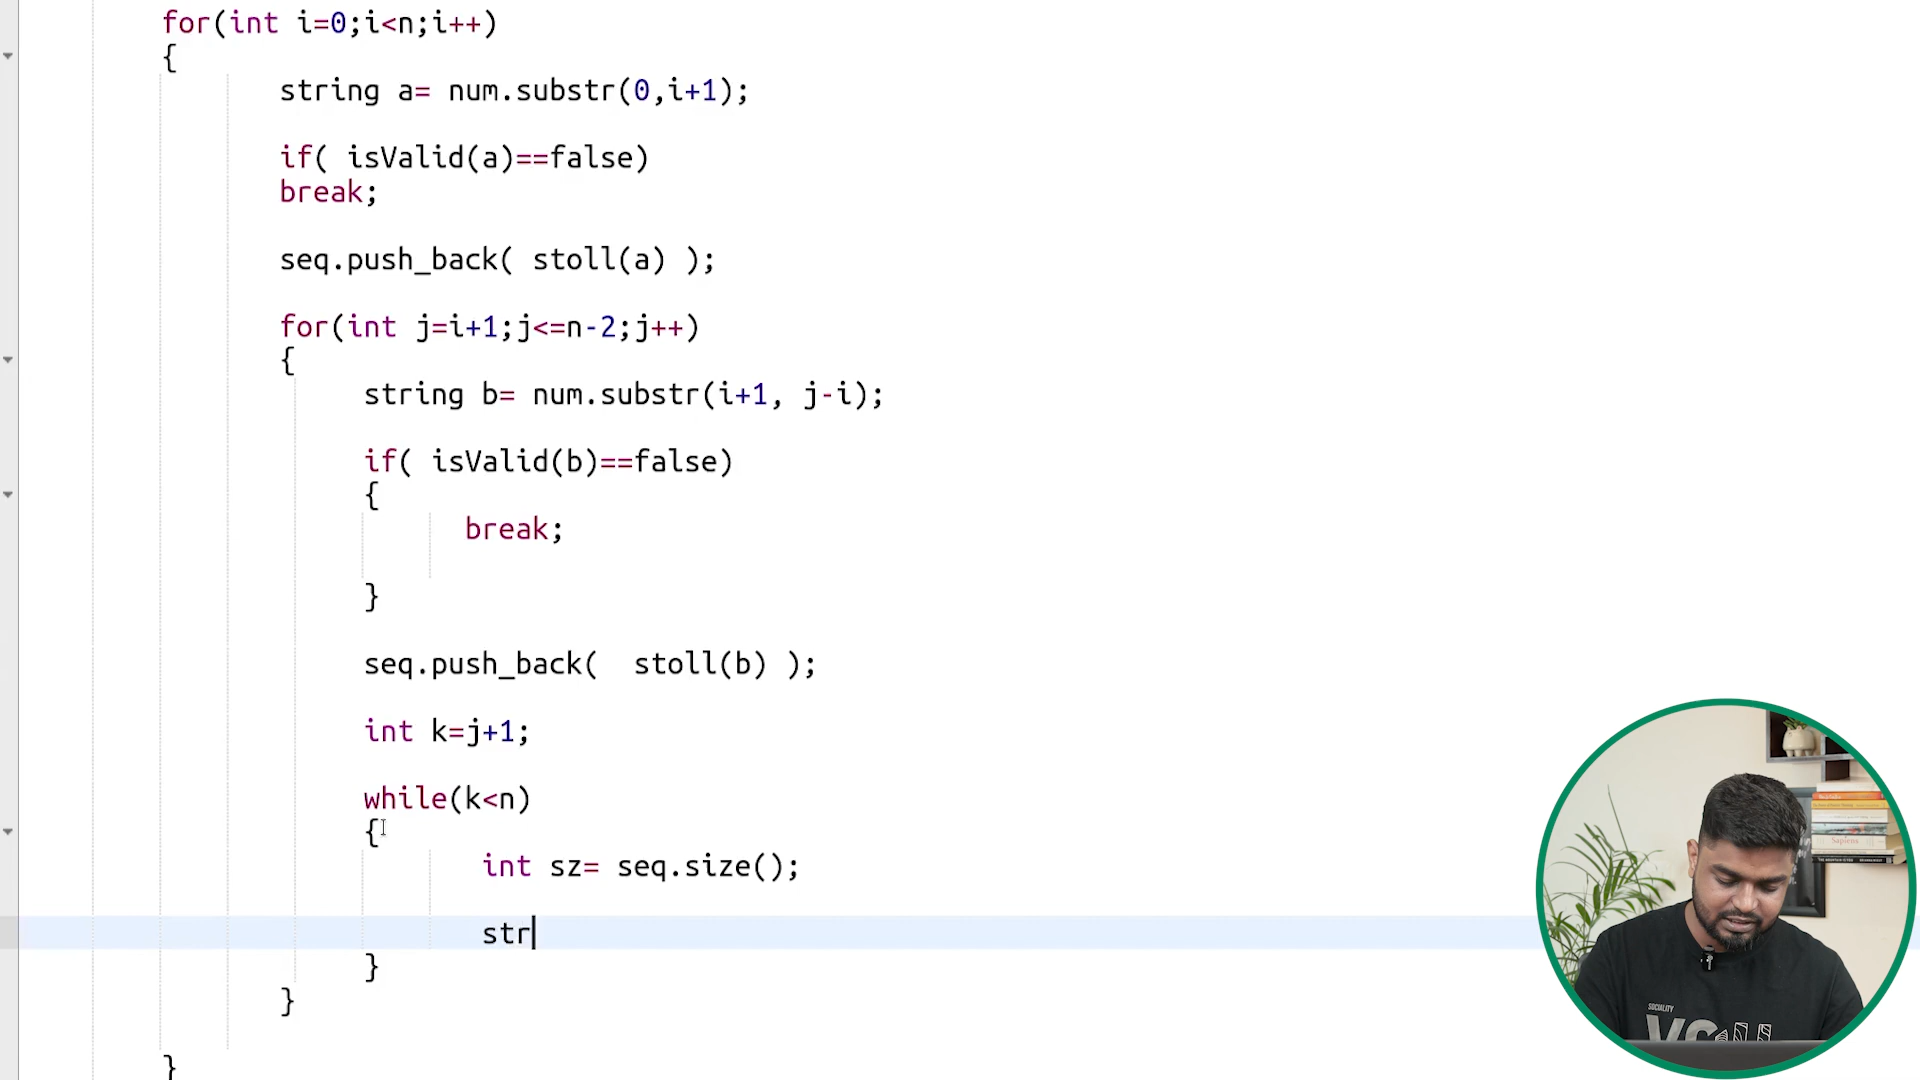 for(int i=0;i<n;i++)
{
string a= num.substr(0,i+1);
if( isValid(a)==false)
break;
seq.push_back( stoll(a) );
for(int j=i+1;j<=n-2;j++)
{
string b= num.substr(i+1, j-i);
if( isValid(b)==false)
{
break;
}
seq.push_back(  stoll(b) );
int k=j+1;
while(k<n)
{
int sz= seq.size();
str
}
}
}
Sapiens
SOCIALITY